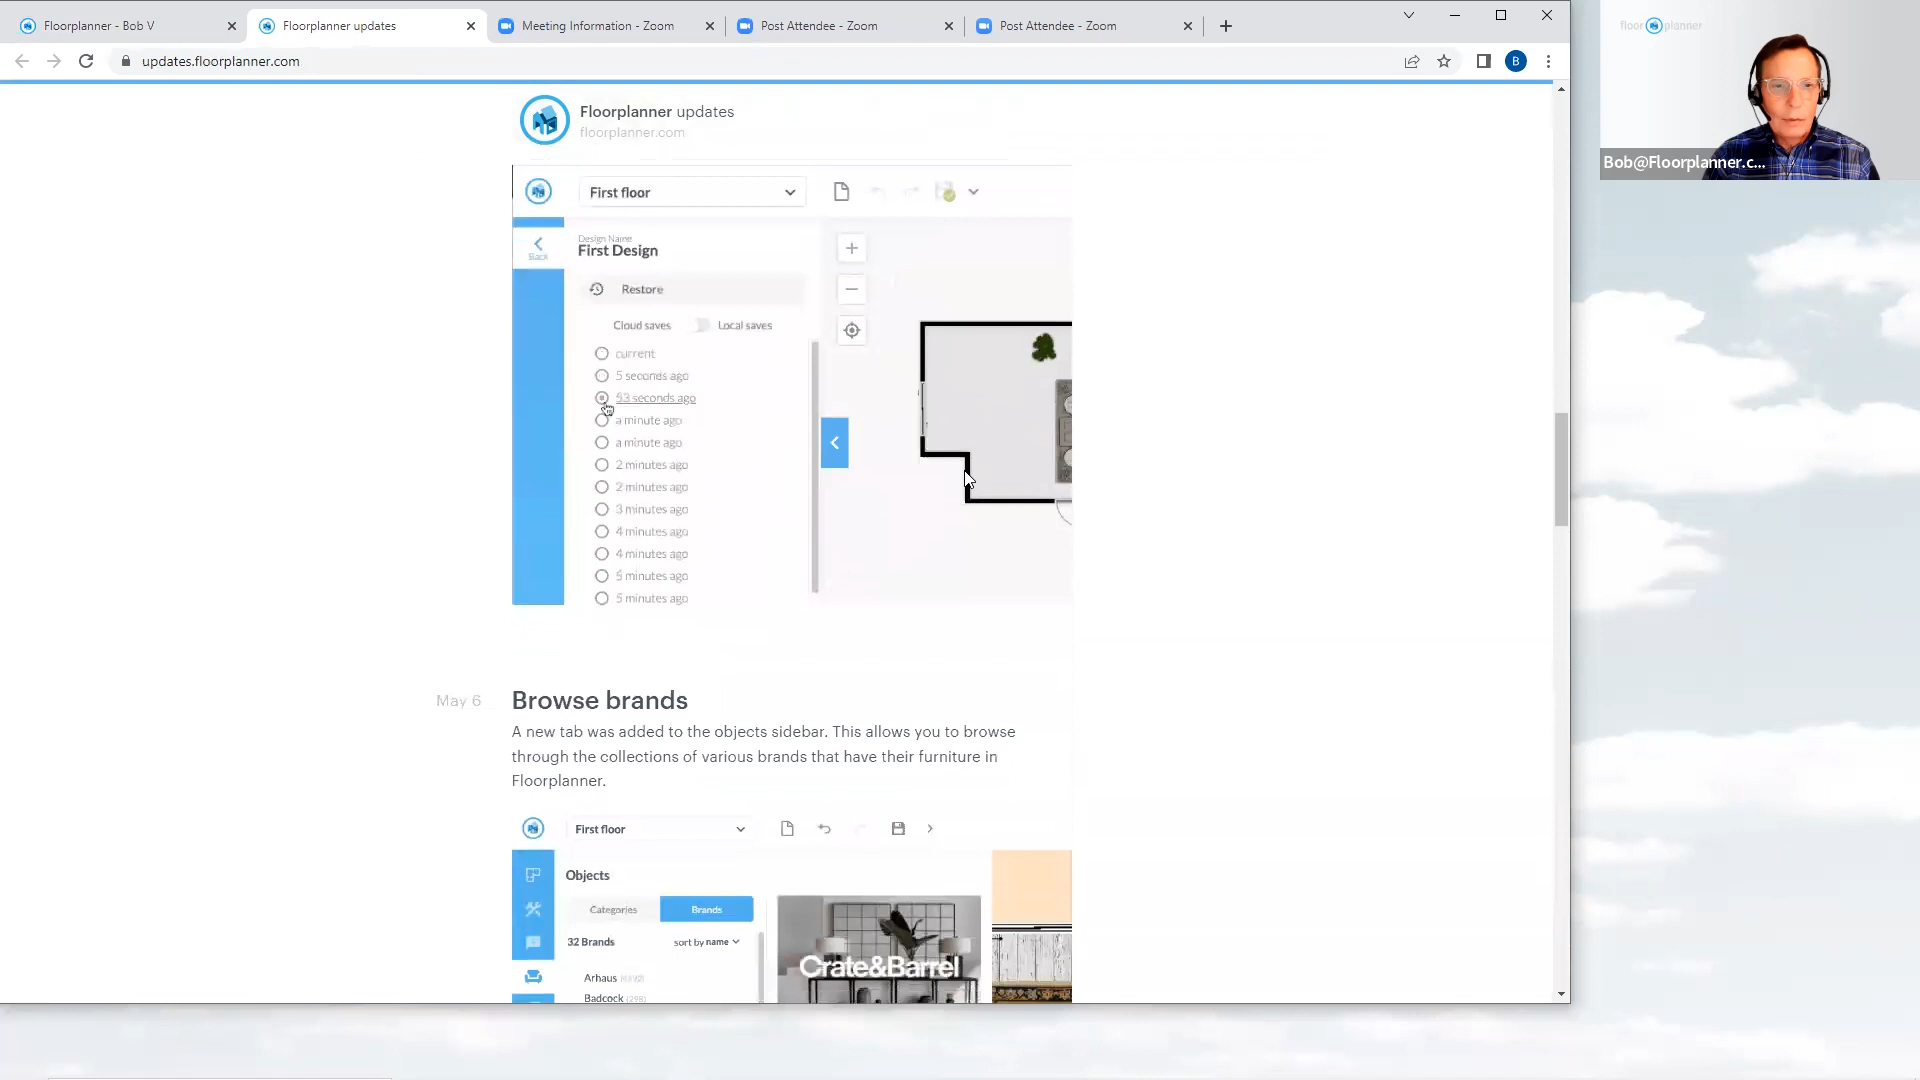 Floorplanner - Bob V
Floorplanner updates
Meeting Information - Zoom
Post Attendee - Zoom
Post Attendee - Zoom
updates.floorplanner.com
B
floor planner
Bob@Floorplanner.c...
Floorplanner updates
floorplanner.com
First floor
Back
Design Name
First Design
Restore
Cloud saves
Local saves
current
5 seconds ago
53 seconds ago
a minute ago
a minute ago
2 minutes ago
2 minutes ago
3 minutes ago
4 minutes ago
4 minutes ago
5 minutes ago
5 minutes ago
May 6
Browse brands
A new tab was added to the objects sidebar. This allows you to browse
through the collections of various brands that have their furniture in
Floorplanner.
First floor
Objects
Categories
Brands
32 Brands
sort by name
Crate&Barrel
Arhaus
Badcock (298)